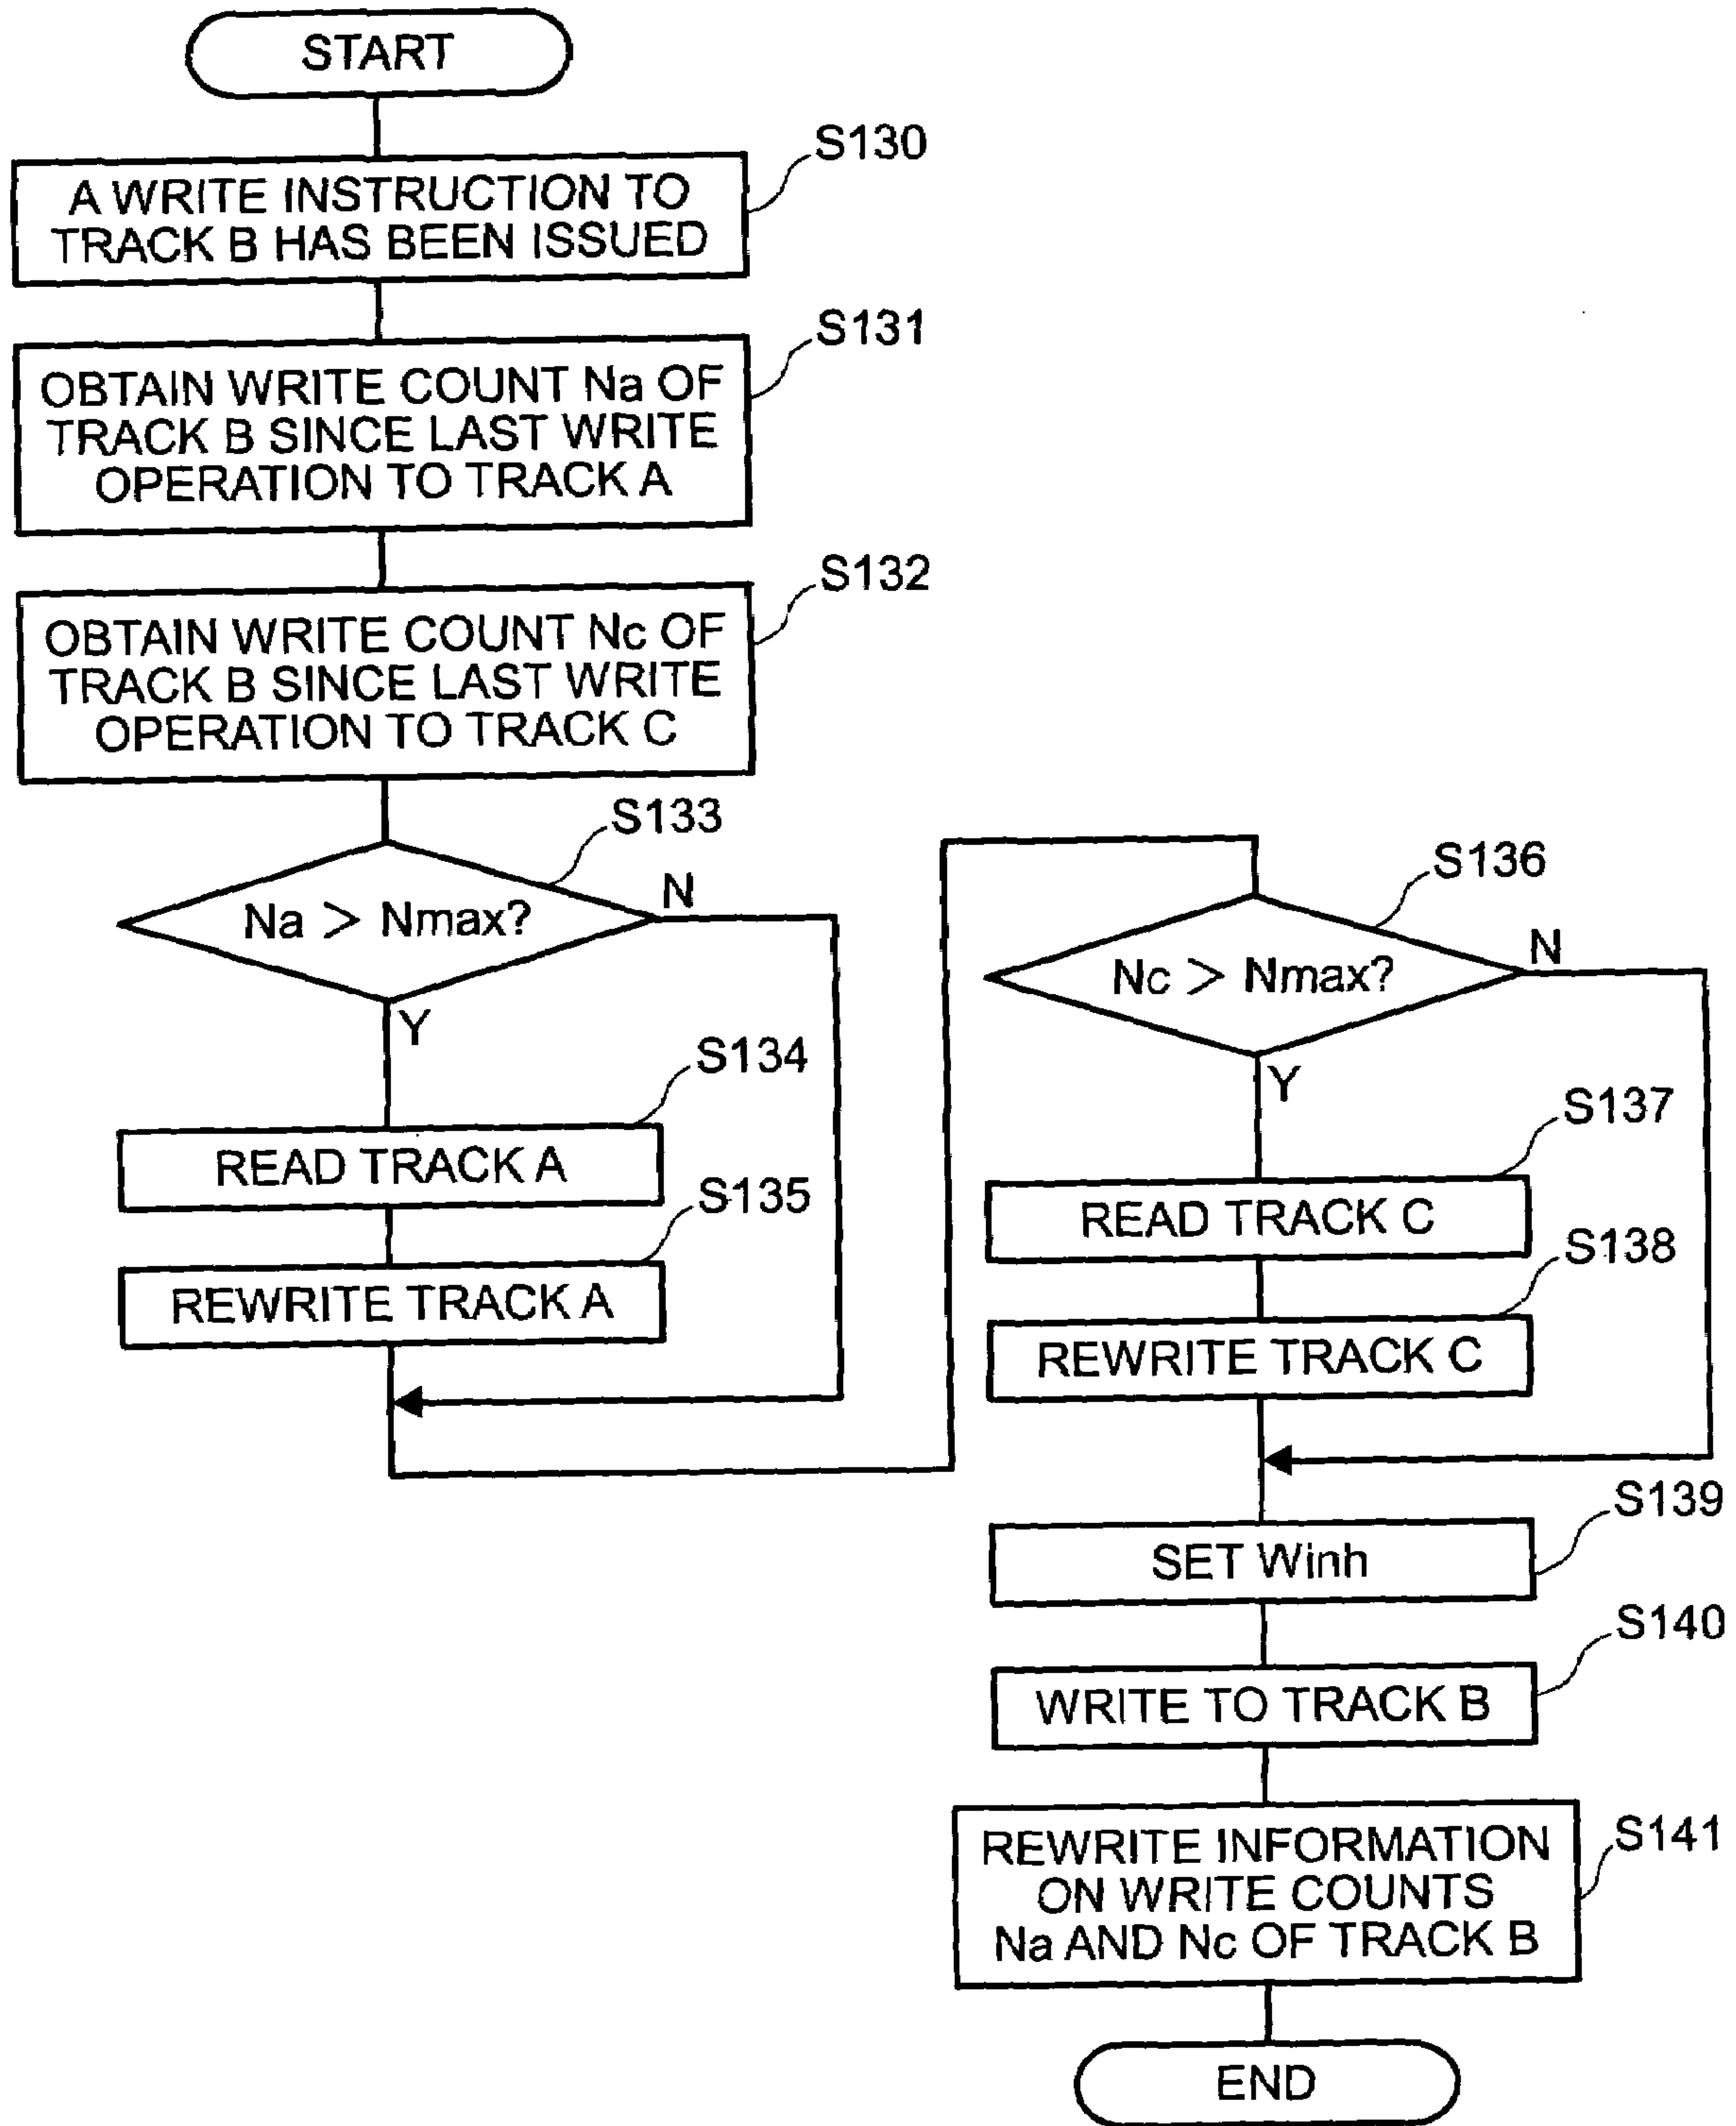 START
S130
A WRITE INSTRUCTION TO
TRACK B HAS BEEN ISSUED
S131
OBTAIN WRITE COUNT Na OF
TRACK B SINCE LAST WRITE
OPERATION TO TRACK A
S132
OBTAIN WRITE COUNT Nc OF
TRACK B SINCE LAST WRITE
OPERATION TO TRACK C
S133
Na > Nmax?
N
Y
S134
READ TRACK A
S135
REWRITE TRACK A
S136
Nc > Nmax?
N
Y
S137
READ TRACK C
S138
REWRITE TRACK C
S139
SET Winh
S140
WRITE TO TRACK B
S141
REWRITE INFORMATION
ON WRITE COUNTS
Na AND Nc OF TRACK B
END